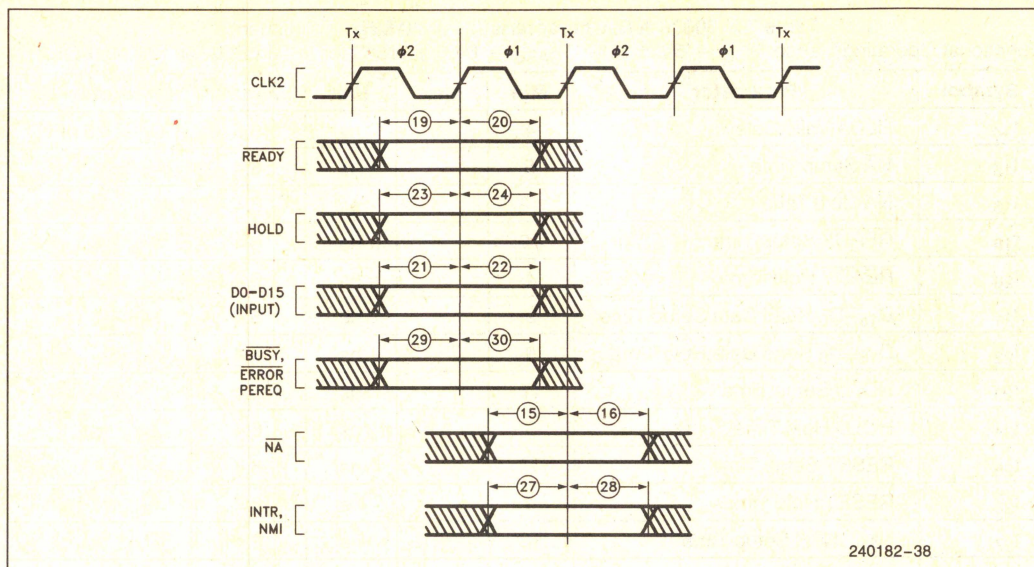 Tx Tx Tx
ϕ2 ϕ1 ϕ2 ϕ1
CLK2
19 20
READY
23 24
HOLD
21 22
D0–D15
(INPUT)
29 30
BUSY,
ERROR
PEREQ
15 16
NA
27 28
INTR,
NMI
240182–38